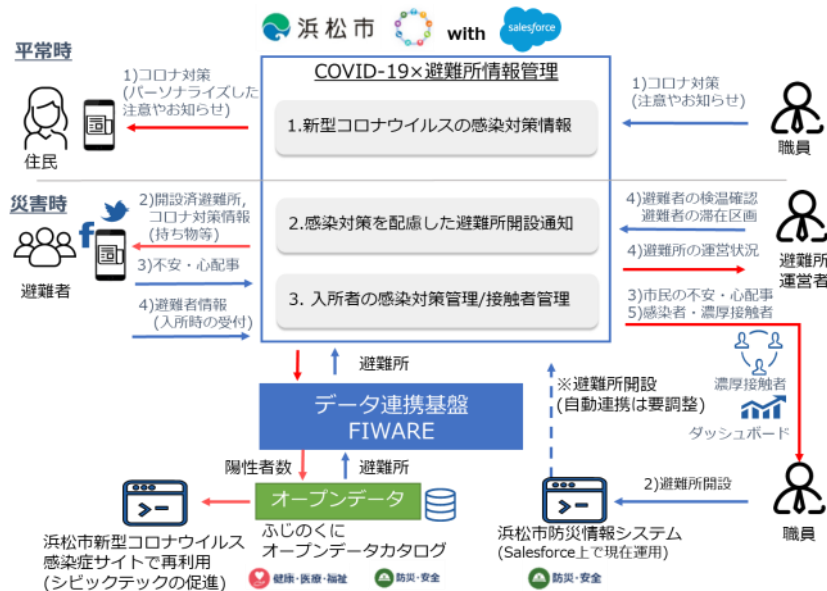 浜松市 with salesforce
平常時
COVID-19×避難所情報管理
1)コロナ対策
(パーソナライズした
注意やお知らせ)
住民
1.新型コロナウイルスの感染対策情報
1)コロナ対策
(注意やお知らせ)
職員
災害時
2)開設済避難所,
コロナ対策情報
(持ち物等)
3)不安・心配事
避難者
4)避難者情報
(入所時の受付)
2.感染対策を配慮した避難所開設通知
3. 入所者の感染対策管理/接触者管理
4)避難者の検温確認
避難者の滞在区画
4)避難所の運営状況
避難所
運営者
3)市民の不安・心配事
5)感染者・濃厚接触者
濃厚接触者
ダッシュボード
避難所
データ連携基盤
FIWARE
※避難所開設
(自動連携は要調整)
陽性者数
避難所
オープンデータ
ふじのくに
オープンデータカタログ
健康・医療・福祉
防災・安全
浜松市新型コロナウイルス
感染症サイトで再利用
(シビックテックの促進)
2)避難所開設
職員
浜松市防災情報システム
(Salesforce上で現在運用)
防災・安全